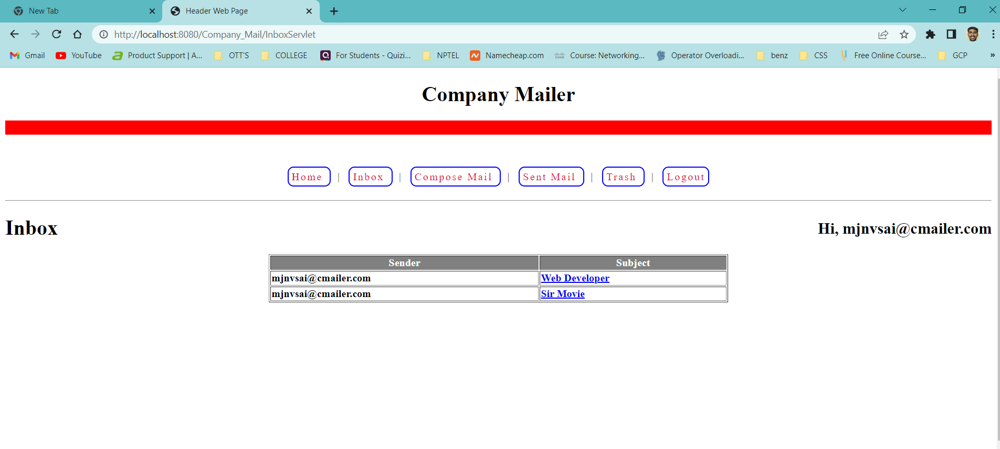 New Tab Header Web Page
http://localhost:8080/Company_Mail/InboxServlet
Gmail YouTube Product Support | A... OTT'S COLLEGE For Students - Quizi... NPTEL Namecheap.com Course: Networking... Operator Overloadi... benz CSS Free Online Course... GCP »
Company Mailer
Home | Inbox | Compose Mail | Sent Mail | Trash | Logout
Inbox Hi, mjnvsai@cmailer.com
Sender Subject
mjnvsai@cmailer.com Web Developer
mjnvsai@cmailer.com Sir Movie